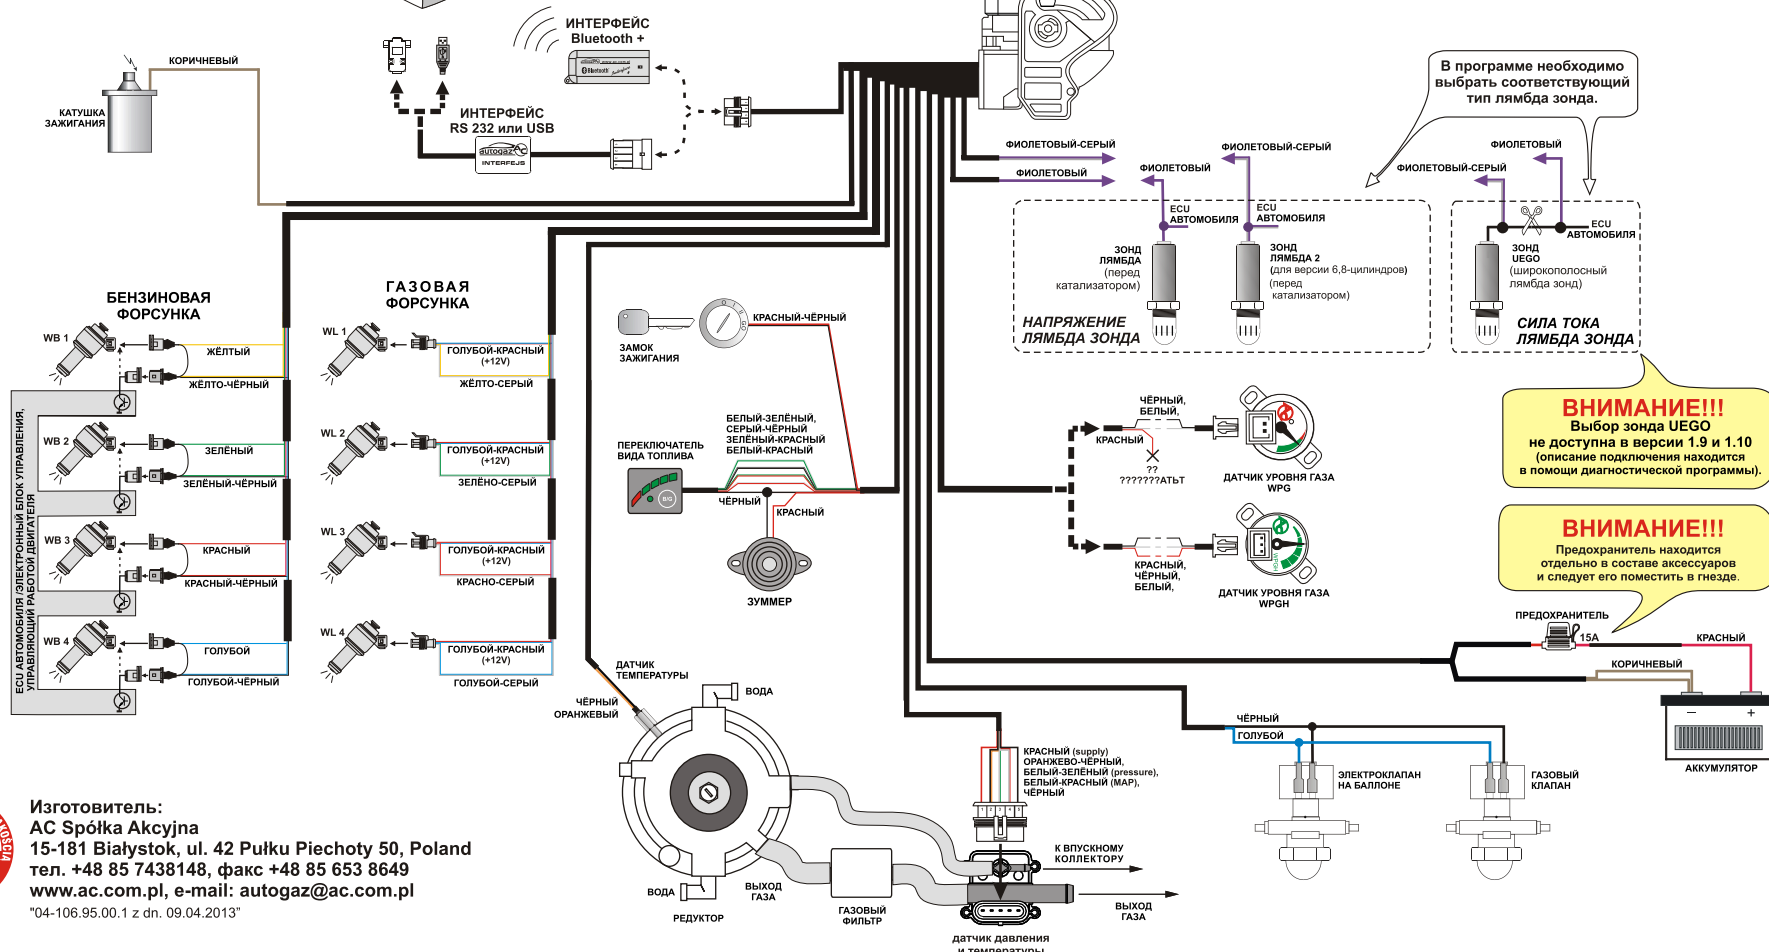 ИНТЕРФЕЙС
Bluetooth +
Bluetooth
КОРИЧНЕВЫЙ
КАТУШКА
ЗАЖИГАНИЯ
ИНТЕРФЕЙС
RS 232 или USB
autogaz AC
INTERFEJS
В программе необходимо
выбрать соответствующий
тип лямбда зонда.
ФИОЛЕТОВЫЙ-СЕРЫЙ
ФИОЛЕТОВЫЙ
ФИОЛЕТОВЫЙ
ФИОЛЕТОВЫЙ-СЕРЫЙ
ФИОЛЕТОВЫЙ
ФИОЛЕТОВЫЙ-СЕРЫЙ
ECU
АВТОМОБИЛЯ
ECU
АВТОМОБИЛЯ
ECU
АВТОМОБИЛЯ
ЗОНД
ЛЯМБДА
(перед
катализатором)
ЗОНД
ЛЯМБДА 2
(для версии 6,8-цилиндров)
(перед
катализатором)
ЗОНД
UEGO
(широкополосный
лямбда зонд)
НАПРЯЖЕНИЕ
ЛЯМБДА ЗОНДА
СИЛА ТОКА
ЛЯМБДА ЗОНДА
БЕНЗИНОВАЯ
ФОРСУНКА
ГАЗОВАЯ
ФОРСУНКА
WB 1
ЖЁЛТЫЙ
ЖЁЛТО-ЧЁРНЫЙ
WB 2
ЗЕЛЁНЫЙ
ЗЕЛЁНЫЙ-ЧЁРНЫЙ
WB 3
КРАСНЫЙ
КРАСНЫЙ-ЧЁРНЫЙ
WB 4
ГОЛУБОЙ
ГОЛУБОЙ-ЧЁРНЫЙ
ECU АВТОМОБИЛЯ /ЭЛЕКТРОННЫЙ БЛОК УПРАВЛЕНИЯ,
УПРАВЛЯЮЩИЙ РАБОТОЙ ДВИГАТЕЛЯ
WL 1
ГОЛУБОЙ-КРАСНЫЙ
(+12V)
ЖЁЛТО-СЕРЫЙ
WL 2
ГОЛУБОЙ-КРАСНЫЙ
(+12V)
ЗЕЛЁНО-СЕРЫЙ
WL 3
ГОЛУБОЙ-КРАСНЫЙ
(+12V)
КРАСНО-СЕРЫЙ
WL 4
ГОЛУБОЙ-КРАСНЫЙ
(+12V)
ГОЛУБОЙ-СЕРЫЙ
ЗАМОК
ЗАЖИГАНИЯ
КРАСНЫЙ-ЧЁРНЫЙ
ПЕРЕКЛЮЧАТЕЛЬ
ВИДА ТОПЛИВА
B/G
БЕЛЫЙ-ЗЕЛЁНЫЙ,
СЕРЫЙ-ЧЁРНЫЙ
ЗЕЛЁНЫЙ-КРАСНЫЙ
БЕЛЫЙ-КРАСНЫЙ
ЧЁРНЫЙ
КРАСНЫЙ
ЗУММЕР
ЧЁРНЫЙ,
БЕЛЫЙ,
КРАСНЫЙ
??
???????АТЬТ
ДАТЧИК УРОВНЯ ГАЗА
WPG
КРАСНЫЙ,
ЧЁРНЫЙ,
БЕЛЫЙ,
WPGH
ДАТЧИК УРОВНЯ ГАЗА
WPGH
ВНИМАНИЕ!!!
Выбор зонда UEGO
не доступна в версии 1.9 и 1.10
(описание подключения находится
в помощи диагностической программы).
ВНИМАНИЕ!!!
Предохранитель находится
отдельно в составе аксессуаров
и следует его поместить в гнезде.
ПРЕДОХРАНИТЕЛЬ
15A
КРАСНЫЙ
КОРИЧНЕВЫЙ
– +
АККУМУЛЯТОР
ДАТЧИК
ТЕМПЕРАТУРЫ
ЧЁРНЫЙ
ОРАНЖЕВЫЙ
ВОДА
ВОДА
РЕДУКТОР
ВЫХОД
ГАЗА
ГАЗОВЫЙ
ФИЛЬТР
КРАСНЫЙ (supply)
ОРАНЖЕВО-ЧЁРНЫЙ,
БЕЛЫЙ-ЗЕЛЁНЫЙ (pressure),
БЕЛЫЙ-КРАСНЫЙ (MAP),
ЧЁРНЫЙ
К ВПУСКНОМУ
КОЛЛЕКТОРУ
ВЫХОД
ГАЗА
датчик давления
и температуры
ЧЁРНЫЙ
ГОЛУБОЙ
ЭЛЕКТРОКЛАПАН
НА БАЛЛОНЕ
ГАЗОВЫЙ
КЛАПАН
Изготовитель:
AC Spółka Akcyjna
15-181 Białystok, ul. 42 Pułku Piechoty 50, Poland
тел. +48 85 7438148, факс +48 85 653 8649
www.ac.com.pl, e-mail: autogaz@ac.com.pl
"04-106.95.00.1 z dn. 09.04.2013"